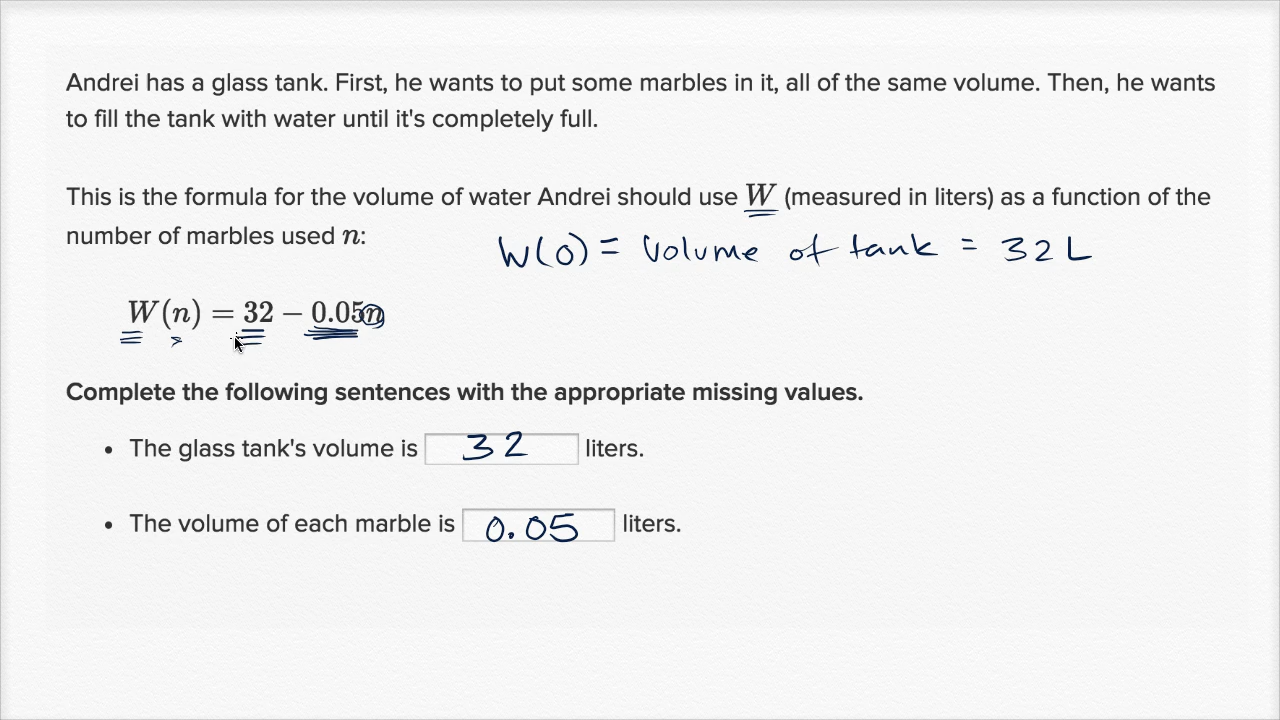 Andrei has a glass tank. First, he wants to put some marbles in it, all of the same volume. Then, he wants
to fill the tank with water until it's completely full.
This is the formula for the volume of water Andrei should use W (measured in liters) as a function of the
number of marbles used n:
W(0) = Volume of tank = 32 L
W(n) = 32 − 0.05n
Complete the following sentences with the appropriate missing values.
• The glass tank's volume is 32 liters.
• The volume of each marble is 0.05 liters.